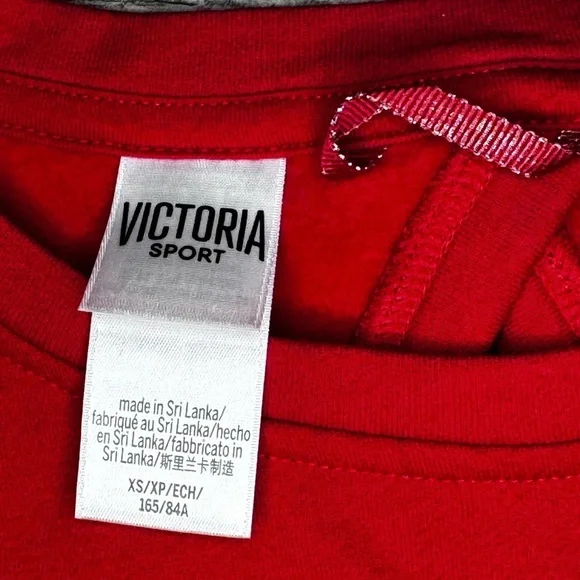 VICTORIA
SPORT
made in Sri Lanka/
fabriqué au Sri Lanka/hecho
en Sri Lanka/fabbricato in
Sri Lanka/斯里兰卡制造
XS/XP/ECH/
165/84A